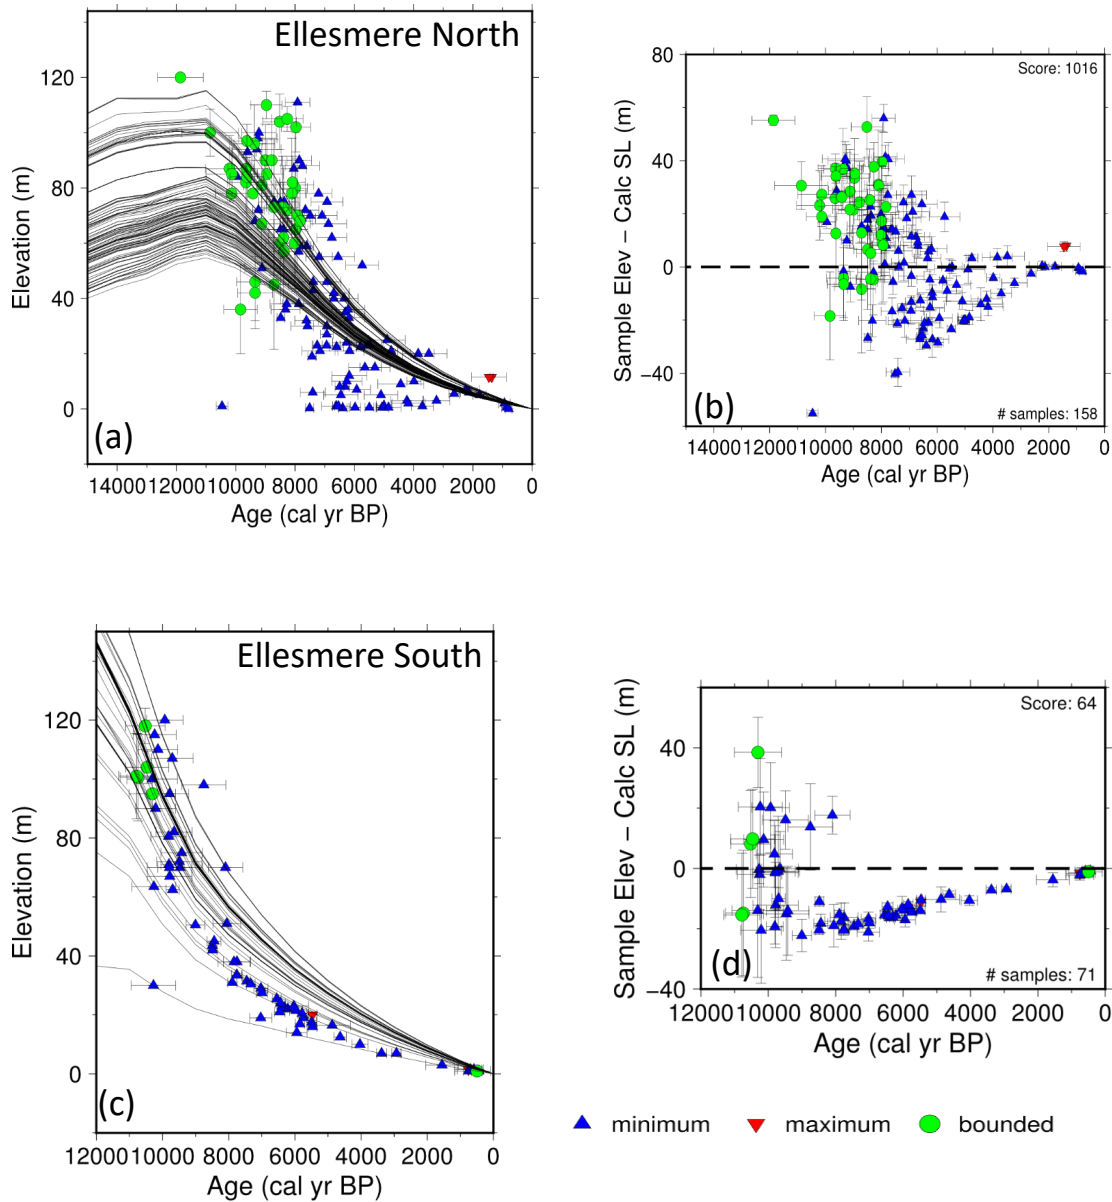 Ellesmere North
120
80
40
0
Elevation (m)
(a)
14000 12000 10000 8000 6000 4000 2000 0
Age (cal yr BP)
80
40
0
−40
Sample Elev − Calc SL (m)
Score: 1016
(b)
# samples: 158
14000 12000 10000 8000 6000 4000 2000 0
Age (cal yr BP)
Ellesmere South
120
80
40
0
Elevation (m)
(c)
12000 10000 8000 6000 4000 2000 0
Age (cal yr BP)
40
0
−40
Sample Elev − Calc SL (m)
Score: 64
(d)
# samples: 71
12000 10000 8000 6000 4000 2000 0
Age (cal yr BP)
minimum maximum bounded